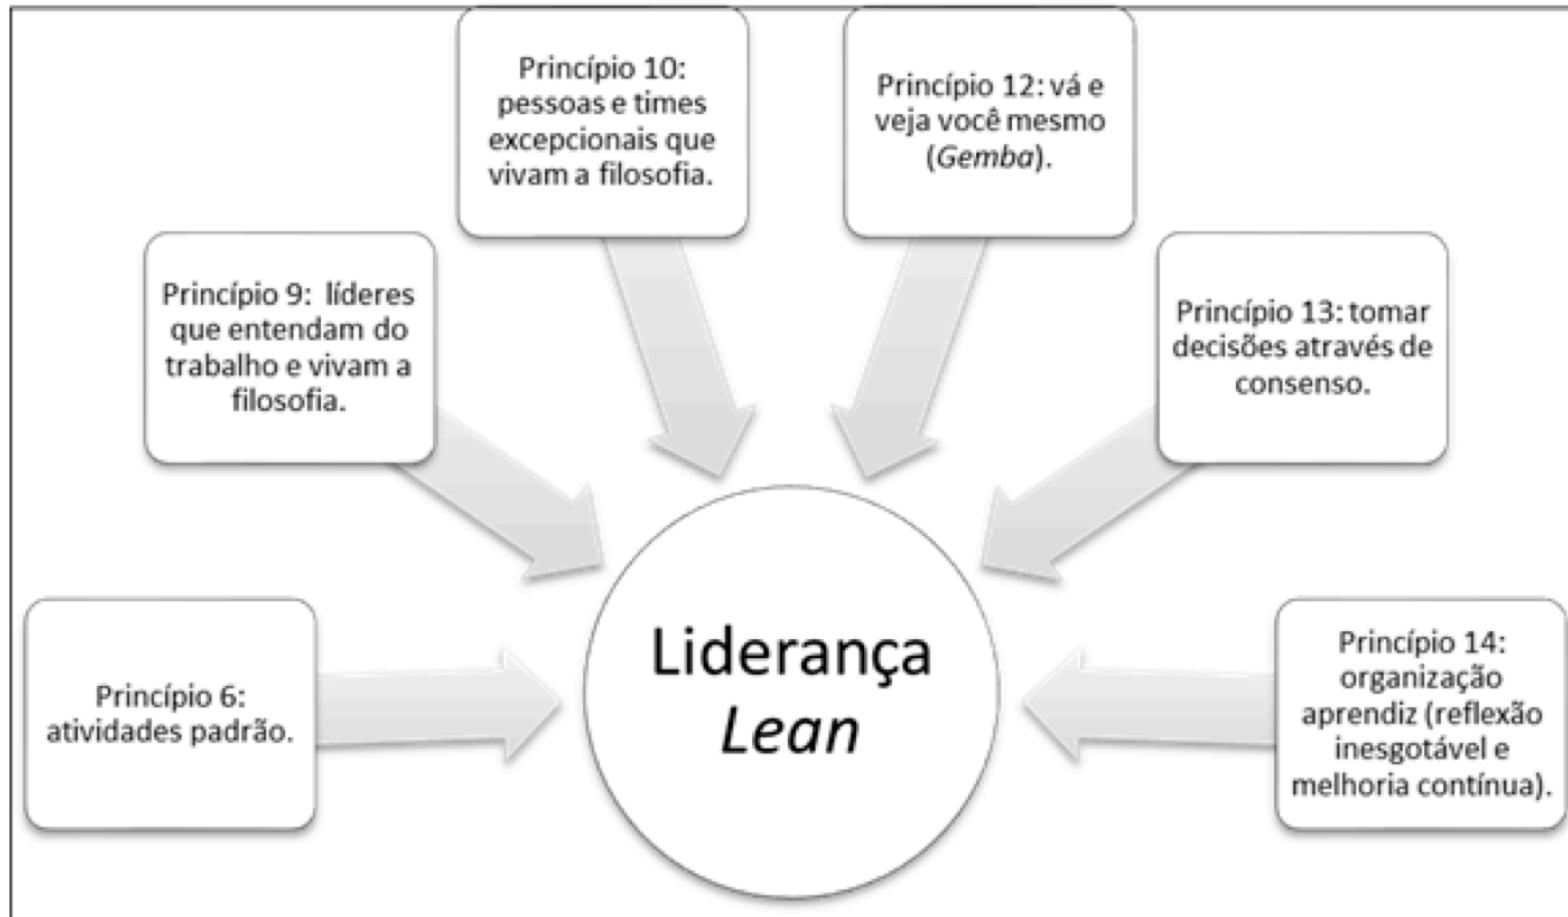 Princípio 10:
pessoas e times
excepcionais que
vivam a filosofia.
Princípio 12: vá e
veja você mesmo
(Gemba).
Princípio 9: líderes
que entendam do
trabalho e vivam a
filosofia.
Princípio 13: tomar
decisões através de
consenso.
Princípio 6:
atividades padrão.
Liderança
Lean
Princípio 14:
organização
aprendiz (reflexão
inesgotável e
melhoria contínua).